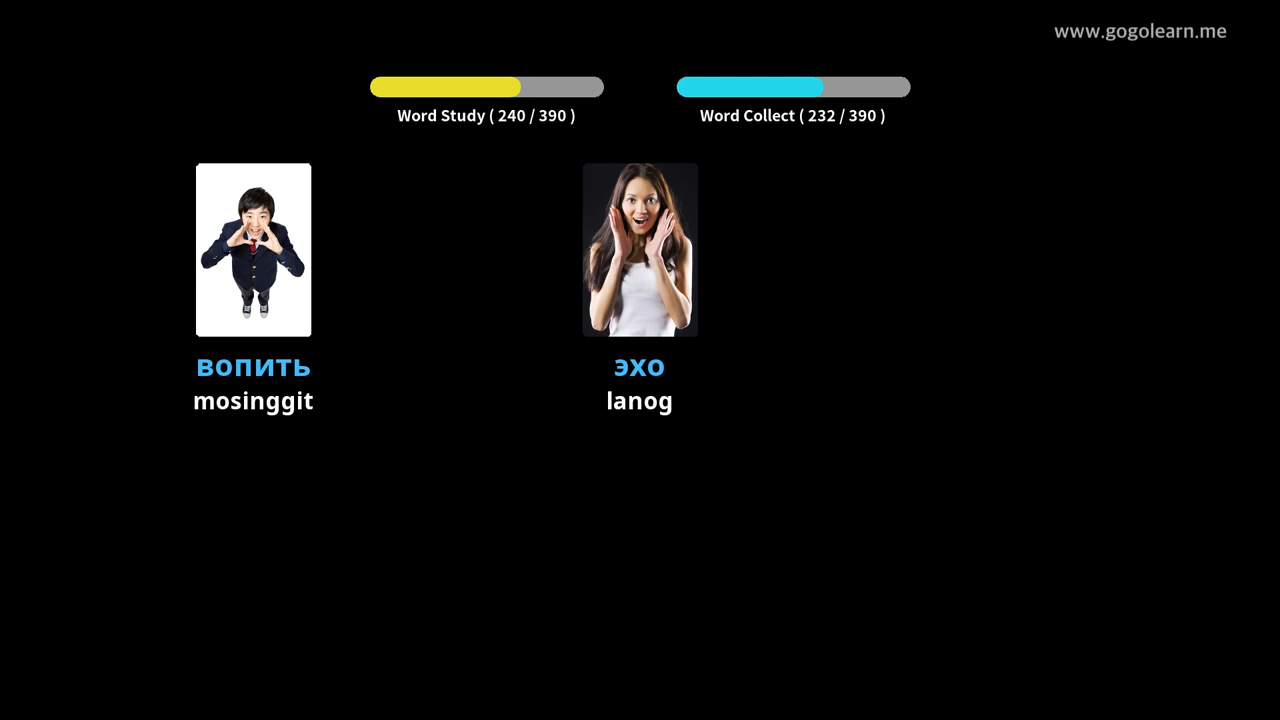 www.gogolearn.me
Word Study ( 240 / 390 )
Word Collect ( 232 / 390 )
вопить
mosinggit
эхо
lanog